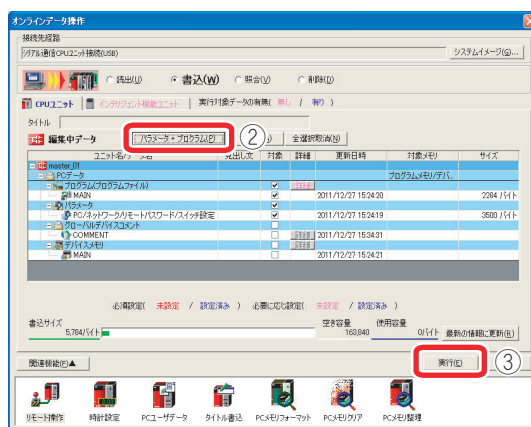 オンラインデータ操作
接続先経路
シリアル通信CPUユニット接続(USB)
システムイメージ(G)...
読出(U) 書込(W) 照合(V) 削除(D)
CPUユニット インテリジェント機能ユニット 実行対象データの有無( 無し / 有り )
タイトル
編集中データ パラメータ+プログラム(P) ② 全選択取消(N)
対象 詳細 更新日時 対象メモリ サイズ
master_01
PCデータ プログラムメモリ/デバ..
プログラム(プログラムファイル) 詳細
MAIN 2011/12/27 15:24:20 2284 バイト
パラメータ
PC/ネットワーク/リモートパスワード/スイッチ設定 2011/12/27 15:24:19 3500 バイト
グローバルデバイスコメント
COMMENT 詳細 2011/12/27 15:34:31
デバイスメモリ 詳細
MAIN 2011/12/27 15:24:21
必須設定( 未設定 / 設定済み ) 必要に応じ設定( 未設定 / 設定済み )
書込サイズ 空き容量 使用容量
5,784バイト 163,840 0バイト 最新の情報に更新(R)
関連機能(F)▲ 実行(E) ③
リモート操作 時計設定 PCユーザデータ タイトル書込 PCメモリフォーマット PCメモリクリア PCメモリ整理